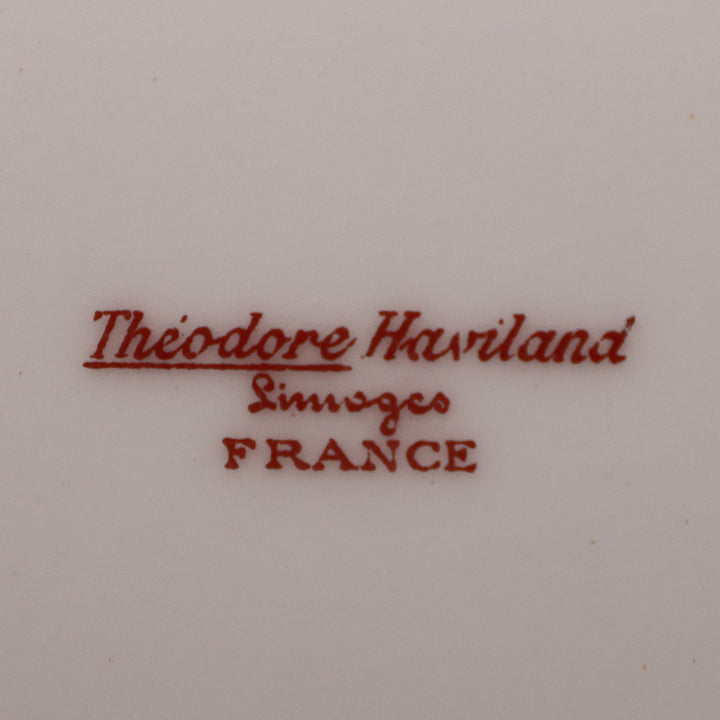 Théodore Haviland
Limoges
FRANCE